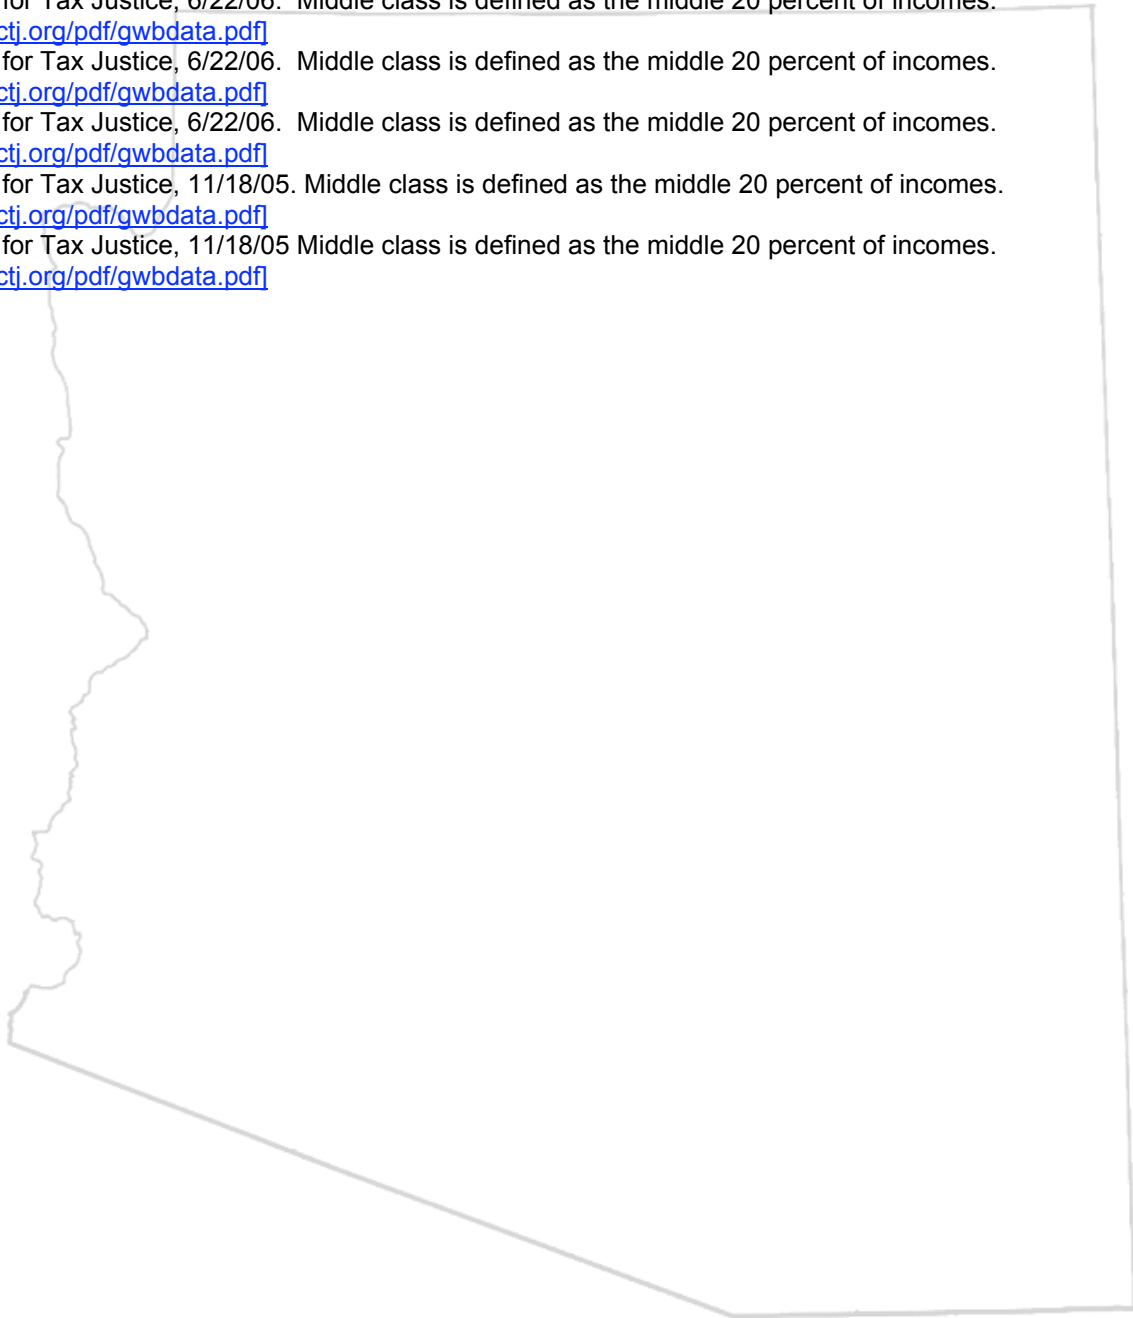 for Tax Justice, 6/22/06.  Middle class is defined as the middle 20 percent of incomes.
ctj.org/pdf/gwbdata.pdf]
for Tax Justice, 6/22/06.  Middle class is defined as the middle 20 percent of incomes.
ctj.org/pdf/gwbdata.pdf]
for Tax Justice, 6/22/06.  Middle class is defined as the middle 20 percent of incomes.
ctj.org/pdf/gwbdata.pdf]
for Tax Justice, 11/18/05. Middle class is defined as the middle 20 percent of incomes.
ctj.org/pdf/gwbdata.pdf]
for Tax Justice, 11/18/05 Middle class is defined as the middle 20 percent of incomes.
ctj.org/pdf/gwbdata.pdf]